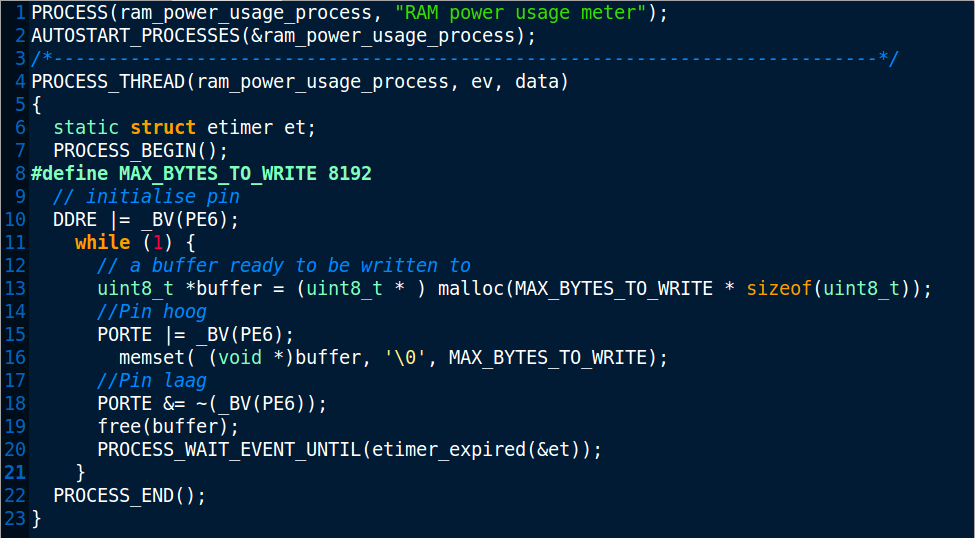 1 PROCESS(ram_power_usage_process, "RAM power usage meter");
2 AUTOSTART_PROCESSES(&ram_power_usage_process);
3 /*---------------------------------------------------------------------------*/
4 PROCESS_THREAD(ram_power_usage_process, ev, data)
5 {
6   static struct etimer et;
7   PROCESS_BEGIN();
8 #define MAX_BYTES_TO_WRITE 8192
9   // initialise pin
10   DDRE |= _BV(PE6);
11     while (1) {
12       // a buffer ready to be written to
13       uint8_t *buffer = (uint8_t * ) malloc(MAX_BYTES_TO_WRITE * sizeof(uint8_t));
14       //Pin hoog
15       PORTE |= _BV(PE6);
16         memset( (void *)buffer, '\0', MAX_BYTES_TO_WRITE);
17       //Pin laag
18       PORTE &= ~(_BV(PE6));
19       free(buffer);
20       PROCESS_WAIT_EVENT_UNTIL(etimer_expired(&et));
21     }
22   PROCESS_END();
23 }